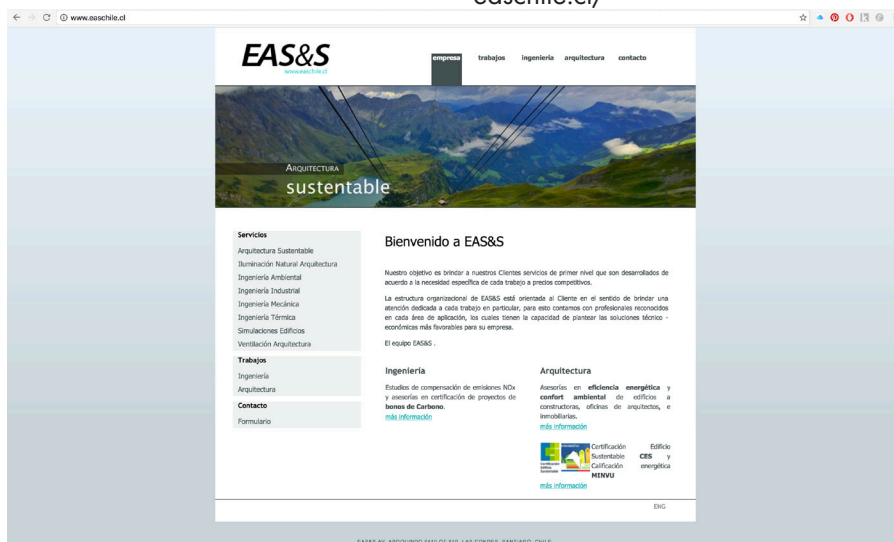 easchile.cl/
www.easchile.cl
EAS&S
www.easchile.cl
empresa trabajos ingeniería arquitectura contacto
ARQUITECTURA
sustentable
Servicios
Arquitectura Sustentable
Iluminación Natural Arquitectura
Ingeniería Ambiental
Ingeniería Industrial
Ingeniería Mecánica
Ingeniería Térmica
Simulaciones Edificios
Ventilación Arquitectura
Trabajos
Ingeniería
Arquitectura
Contacto
Formulario
Bienvenido a EAS&S
Nuestro objetivo es brindar a nuestros Clientes servicios de primer nivel que son desarrollados de
acuerdo a la necesidad específica de cada trabajo a precios competitivos.
La estructura organizacional de EAS&S está orientada al Cliente en el sentido de brindar una
atención dedicada a cada trabajo en particular, para esto contamos con profesionales reconocidos
en cada área de aplicación, los cuales tienen la capacidad de plantear las soluciones técnico -
económicas más favorables para su empresa.
El equipo EAS&S .
Ingeniería
Estudios de compensación de emisiones NOx
y asesorías en certificación de proyectos de
bonos de Carbono.
más información
Arquitectura
Asesorías en eficiencia energética y
confort ambiental de edificios a
constructoras, oficinas de arquitectos, e
inmobiliarias.
más información
Certificación Edificio
Sustentable CES y
Calificación energética
MINVU
más información
ENG